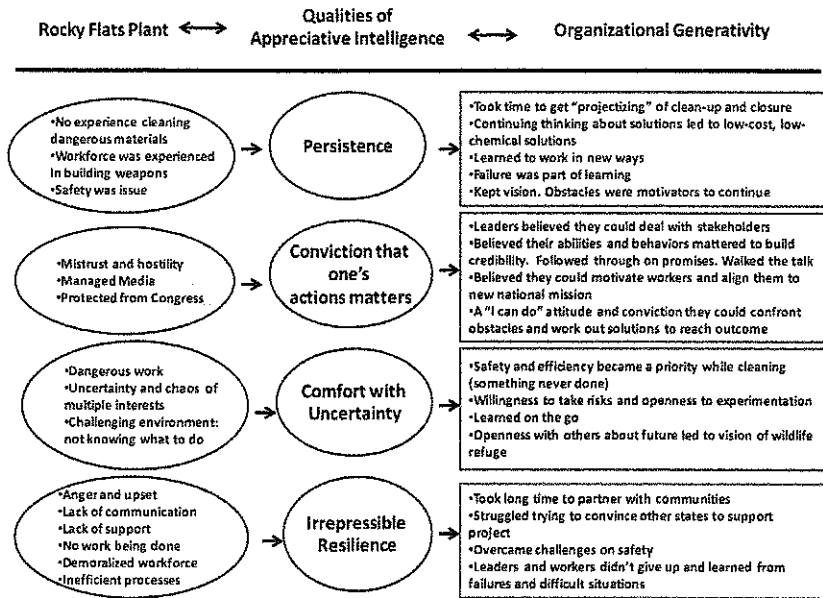 Rocky Flats Plant
Qualities of
Appreciative Intelligence
Organizational Generativity
•No experience cleaning
dangerous materials
•Workforce was experienced
in building weapons
•Safety was issue
Persistence
•Took time to get "projectizing" of clean-up and closure
•Continuing thinking about solutions led to low-cost, low-
chemical solutions
•Learned to work in new ways
•Failure was part of learning
•Kept vision. Obstacles were motivators to continue
•Mistrust and hostility
•Managed Media
•Protected from Congress
Conviction that
one's
actions matters
•Leaders believed they could deal with stakeholders
•Believed their abilities and behaviors mattered to build
credibility. Followed through on promises. Walked the talk
•Believed they could motivate workers and align them to
new national mission
•A "I can do" attitude and conviction they could confront
obstacles and work out solutions to reach outcome
•Dangerous work
•Uncertainty and chaos of
multiple interests
•Challenging environment:
not knowing what to do
Comfort with
Uncertainty
•Safety and efficiency became a priority while cleaning
(something never done)
•Willingness to take risks and openness to experimentation
•Learned on the go
•Openness with others about future led to vision of wildlife
refuge
•Anger and upset
•Lack of communication
•Lack of support
•No work being done
•Demoralized workforce
•Inefficient processes
Irrepressible
Resilience
•Took long time to partner with communities
•Struggled trying to convince other states to support
project
•Overcame challenges on safety
•Leaders and workers didn't give up and learned from
failures and difficult situations